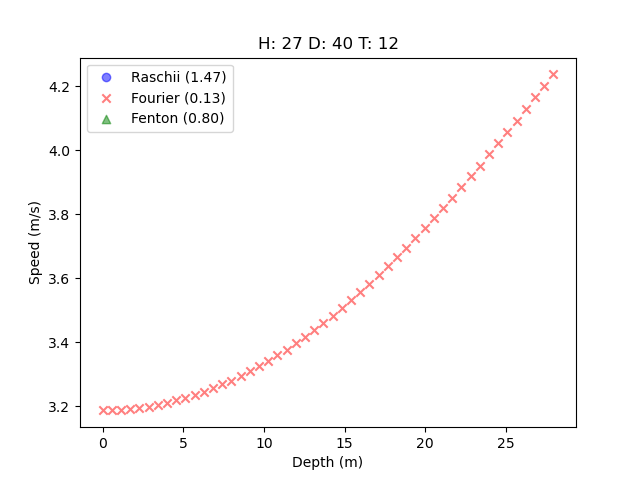 H: 27 D: 40 T: 12
Raschii (1.47)
Fourier (0.13)
Fenton (0.80)
Speed (m/s)
4.2
4.0
3.8
3.6
3.4
3.2
0 5 10 15 20 25
Depth (m)